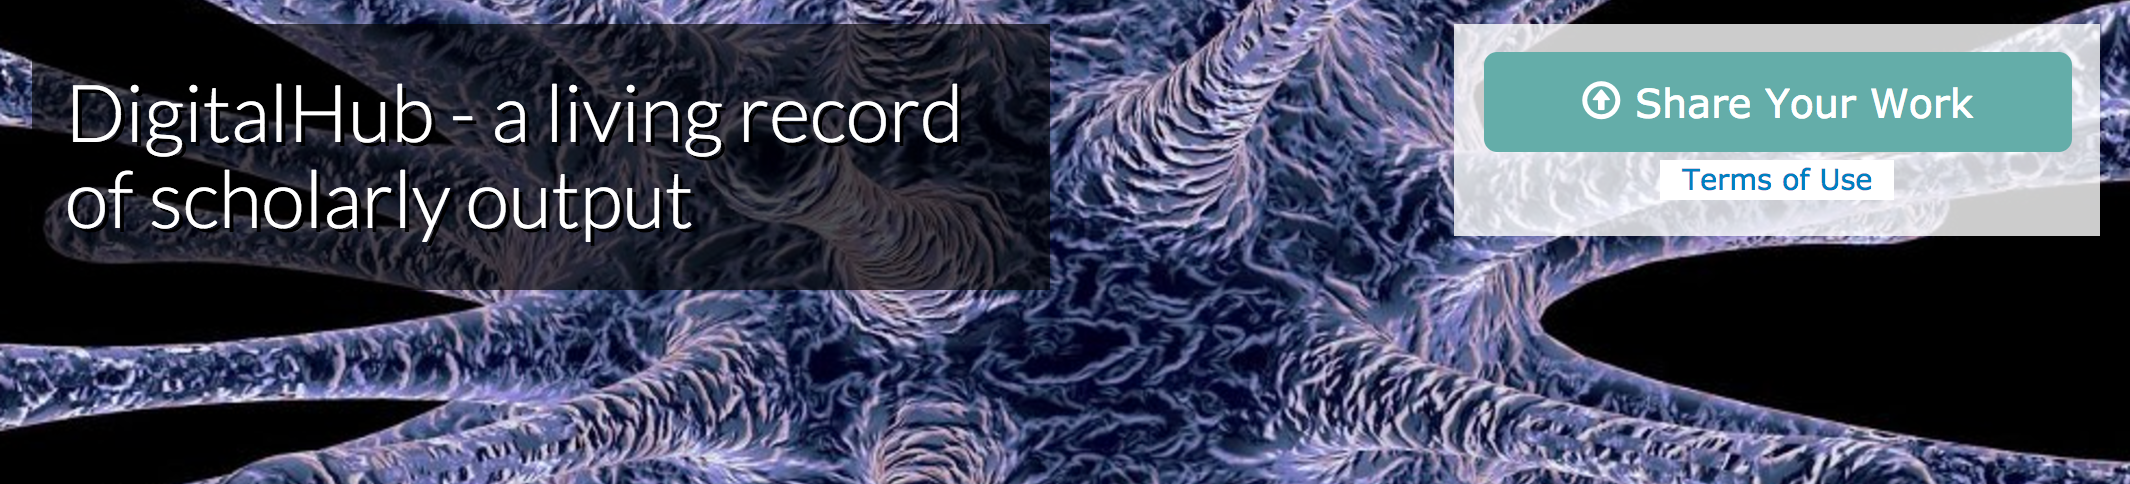 DigitalHub - a living record
of scholarly output
Share Your Work
Terms of Use